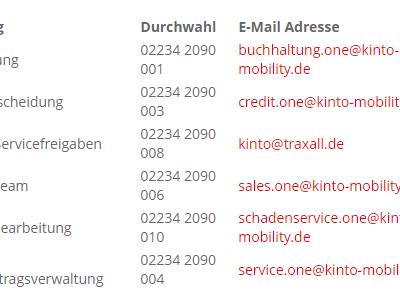 g Durchwahl E-Mail Adresse
ung 02234 2090 001 buchhaltung.one@kinto-mobility.de
scheidung 02234 2090 003 credit.one@kinto-mobilit
ervicefreigaben 02234 2090 008 kinto@traxall.de
eam 02234 2090 006 sales.one@kinto-mobility
earbeitung 02234 2090 010 schadenservice.one@kint mobility.de
tragsverwaltung 02234 2090 004 service.one@kinto-mobil